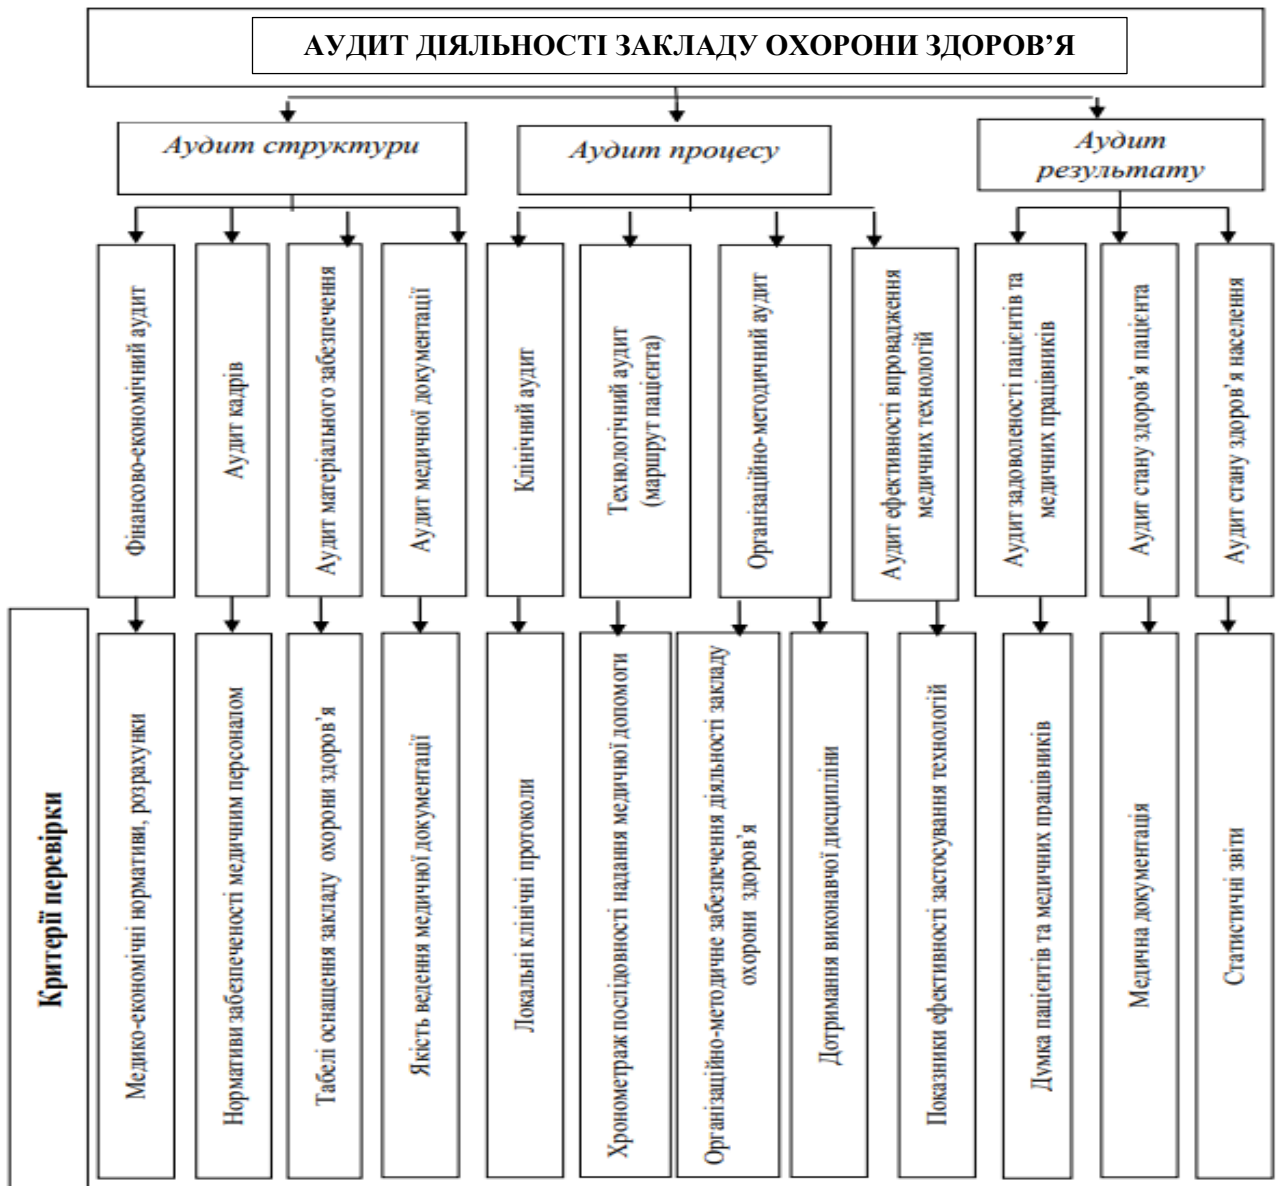 АУДИТ ДІЯЛЬНОСТІ ЗАКЛАДУ ОХОРОНИ ЗДОРОВ’Я
Аудит структури
Аудит процесу
Аудит
результату
Фінансово-економічний аудит
Аудит кадрів
Аудит матеріального забезпечення
Аудит медичної документації
Клінічний аудит
Технологічний аудит
(маршрут пацієнта)
Організаційно-методичний аудит
Аудит ефективності впровадження
медичних технологій
Аудит задоволеності пацієнтів та
медичних працівників
Аудит стану здоров’я пацієнта
Аудит стану здоров’я населення
Критерії перевірки
Медико-економічні нормативи, розрахунки
Нормативи забезпеченості медичним персоналом
Табелі оснащення закладу охорони здоров’я
Якість ведення медичної документації
Локальні клінічні протоколи
Хронометраж послідовності надання медичної допомоги
Організаційно-методичне забезпечення діяльності закладу
охорони здоров’я
Дотримання виконавчої дисципліни
Показники ефективності застосування технологій
Думка пацієнтів та медичних працівників
Медична документація
Статистичні звіти